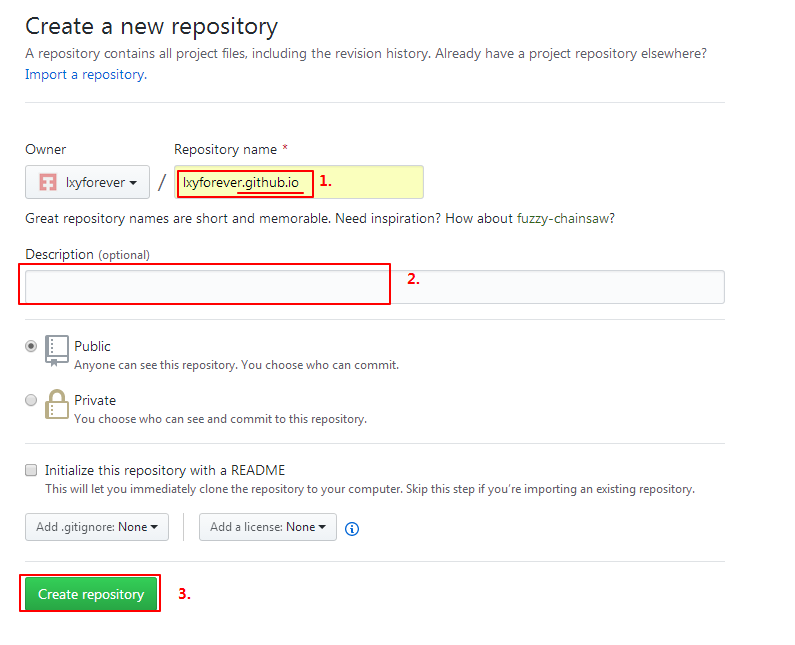 Create a new repository
A repository contains all project files, including the revision history. Already have a project repository elsewhere?
Import a repository.
Owner Repository name *
lxyforever / lxyforever.github.io 1.
Great repository names are short and memorable. Need inspiration? How about fuzzy-chainsaw?
Description (optional)
2.
Public
Anyone can see this repository. You choose who can commit.
Private
You choose who can see and commit to this repository.
Initialize this repository with a README
This will let you immediately clone the repository to your computer. Skip this step if you’re importing an existing repository.
Add .gitignore: None Add a license: None
Create repository 3.